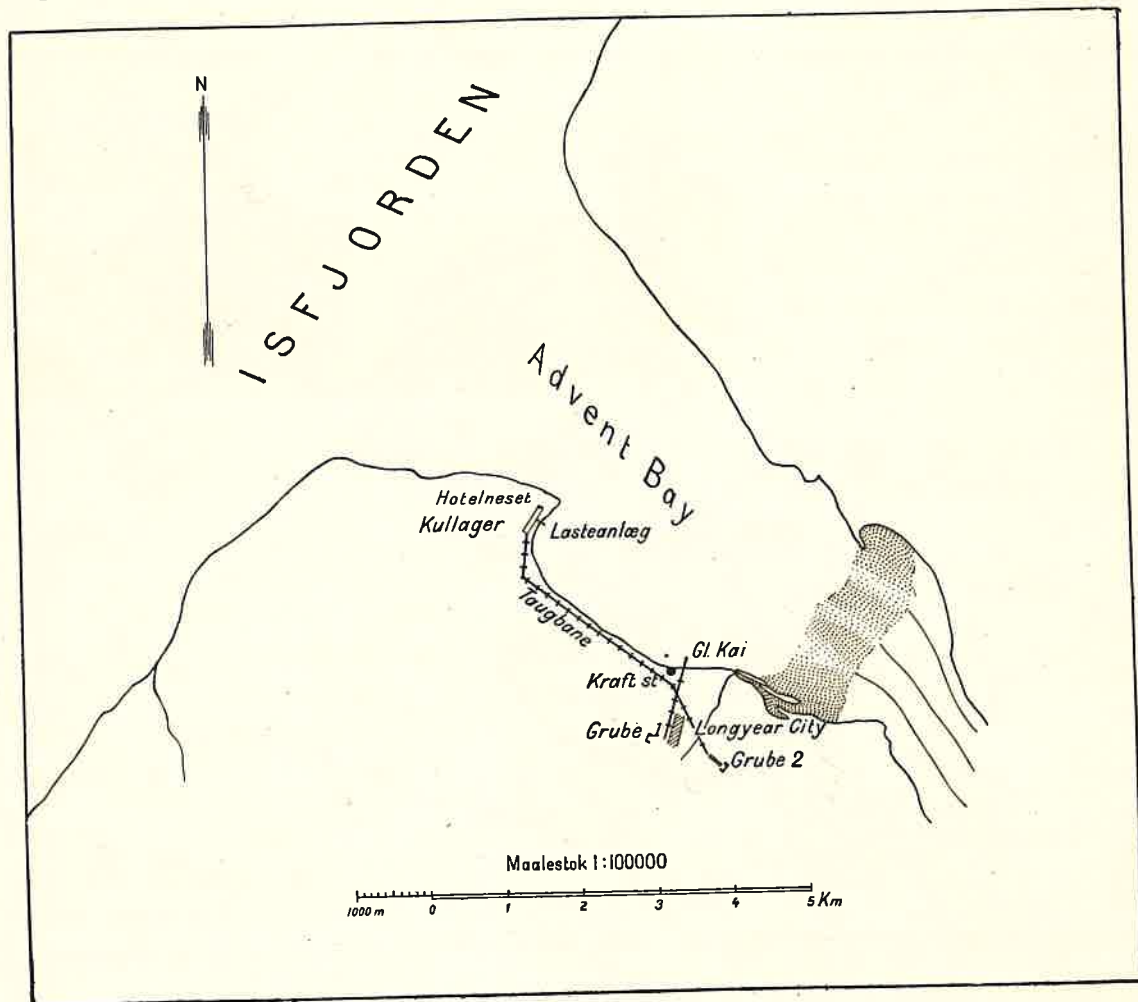 N
ISFJORDEN
Advent Bay
Hotelneset
Kullager
Lasteanlæg
Taugbane
Gl. Kai
Kraft st.
Grube 1
Longyear City
Grube 2
Maalestok 1:100000
1000 m 0 1 2 3 4 5 Km